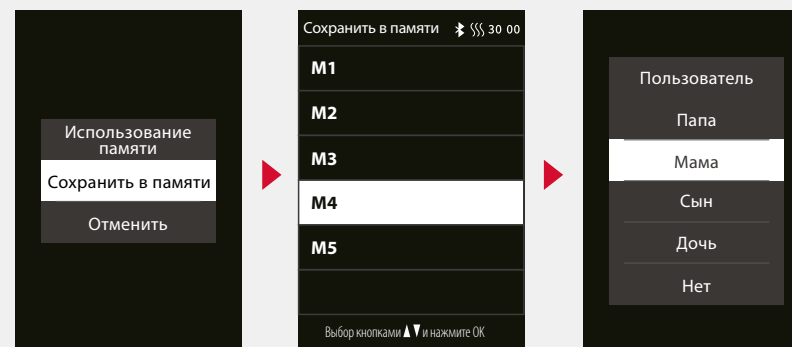 Использование
памяти
Сохранить в памяти
Отменить
Сохранить в памяти 30 00
M1
M2
M3
M4
M5
Выбор кнопками ▲▼ и нажмите OK
Пользователь
Папа
Мама
Сын
Дочь
Нет